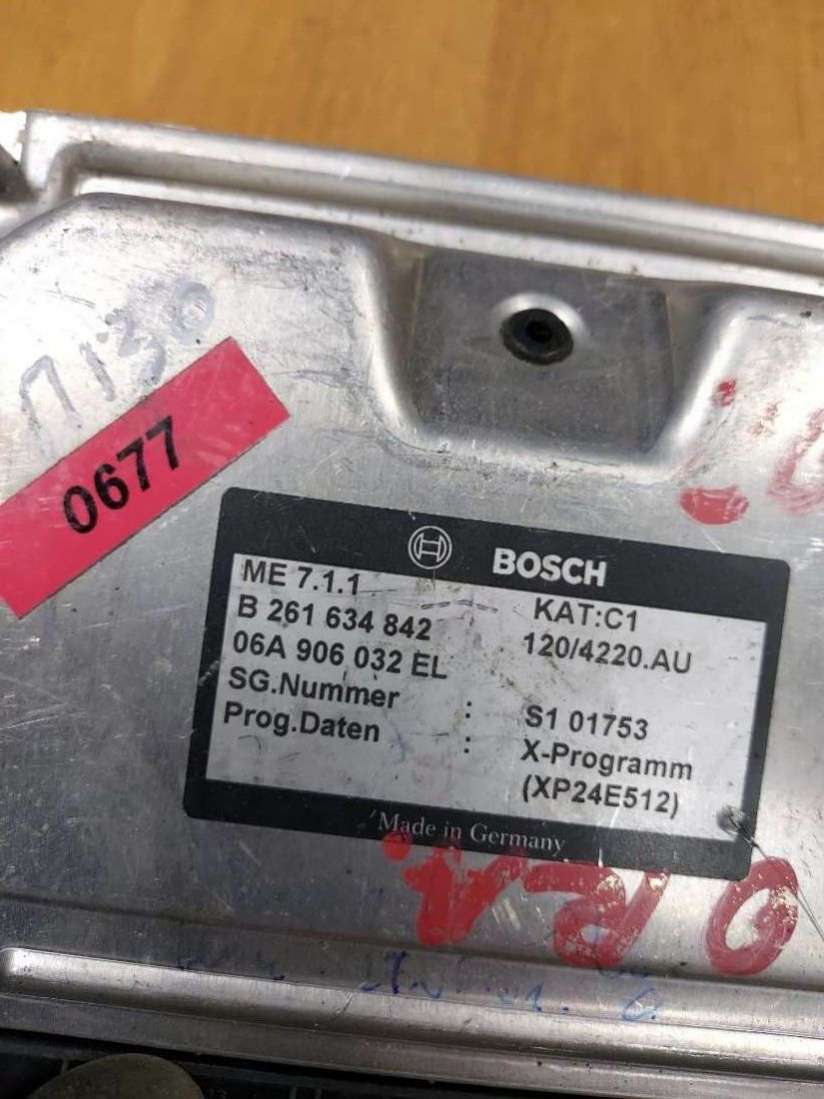 П130
0677
BOSCH
ME 7.1.1 KAT:C1
B 261 634 842 120/4220.AU
06A 906 032 EL
SG.Nummer : S1 01753
Prog.Daten : X-Programm
(XP24E512)
Made in Germany